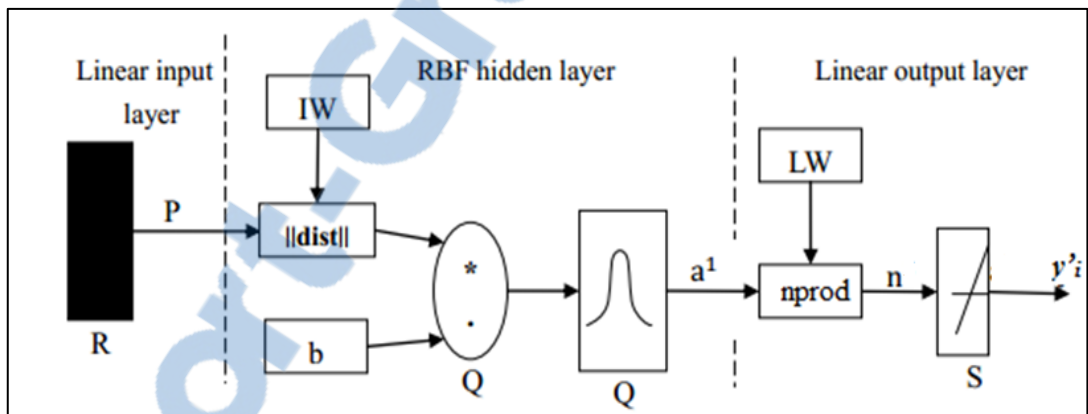 Linear input
layer
RBF hidden layer
Linear output layer
IW
LW
P
||dist||
*
.
a¹
nprod
n
y'i
R
b
Q
Q
S